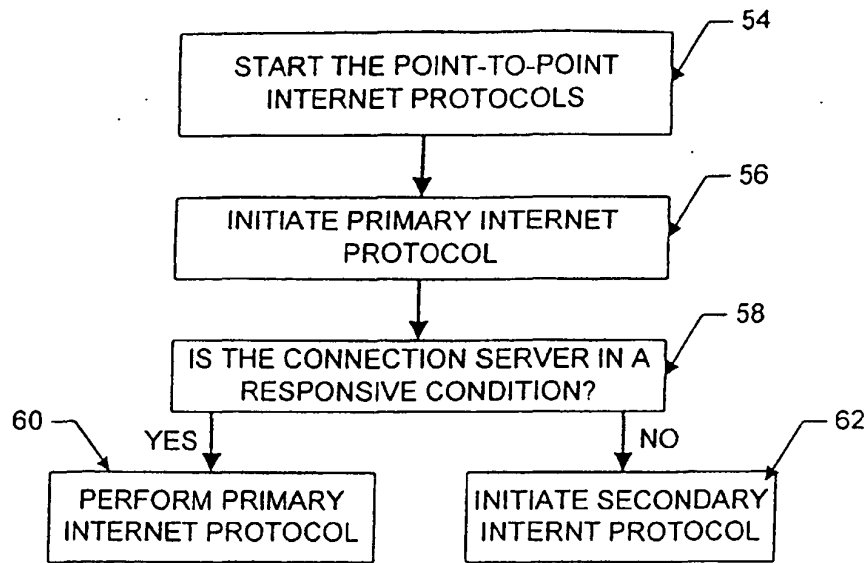 54
START THE POINT-TO-POINT
INTERNET PROTOCOLS
56
INITIATE PRIMARY INTERNET
PROTOCOL
58
IS THE CONNECTION SERVER IN A
RESPONSIVE CONDITION?
60
YES
NO
62
PERFORM PRIMARY
INTERNET PROTOCOL
INITIATE SECONDARY
INTERNT PROTOCOL